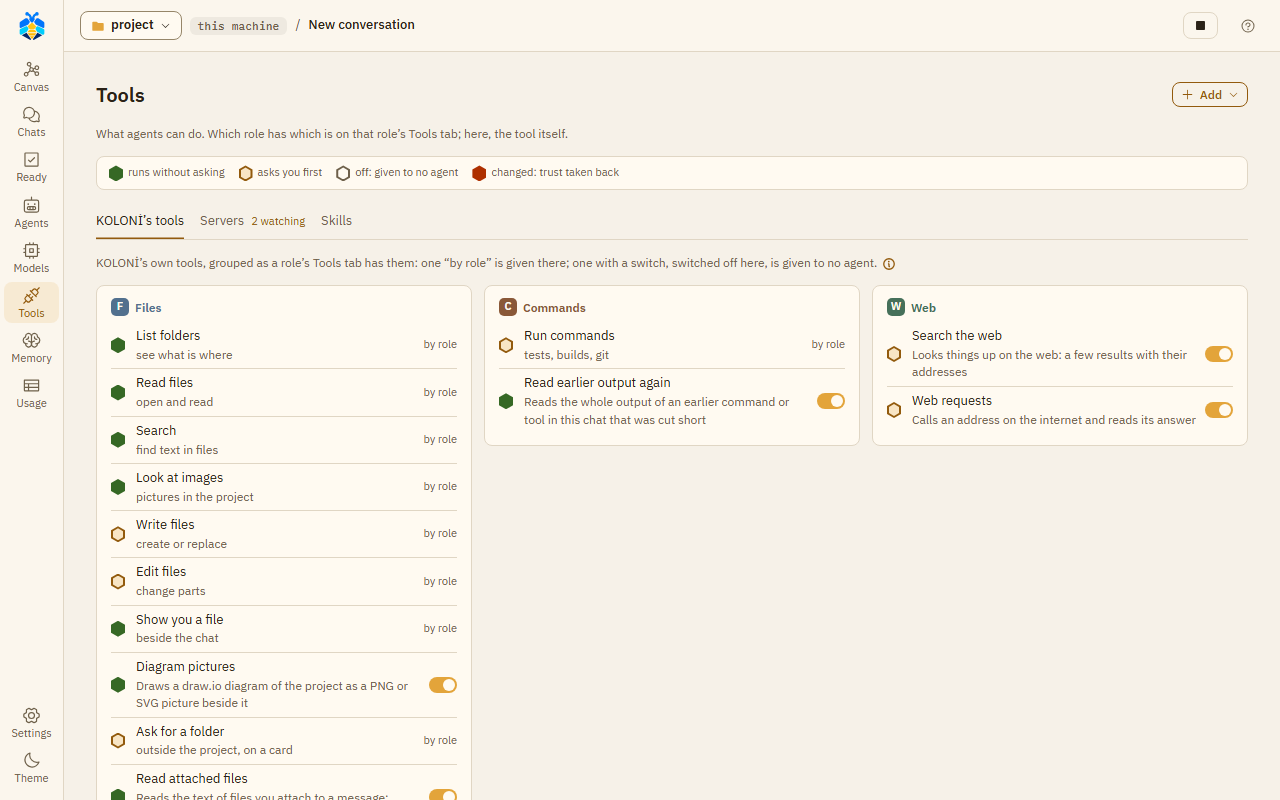 project
this machine / New conversation
Canvas
Chats
Ready
Agents
Models
Tools
Memory
Usage
Settings
Theme
Tools
Add
What agents can do. Which role has which is on that role’s Tools tab; here, the tool itself.
runs without asking
asks you first
off: given to no agent
changed: trust taken back
KOLONİ’s tools
Servers 2 watching
Skills
KOLONİ’s own tools, grouped as a role’s Tools tab has them: one “by role” is given there; one with a switch, switched off here, is given to no agent.
F Files
List folders
see what is where
by role
Read files
open and read
by role
Search
find text in files
by role
Look at images
pictures in the project
by role
Write files
create or replace
by role
Edit files
change parts
by role
Show you a file
beside the chat
by role
Diagram pictures
Draws a draw.io diagram of the project as a PNG or
SVG picture beside it
Ask for a folder
outside the project, on a card
by role
Read attached files
Reads the text of files you attach to a message:
C Commands
Run commands
tests, builds, git
by role
Read earlier output again
Reads the whole output of an earlier command or
tool in this chat that was cut short
W Web
Search the web
Looks things up on the web: a few results with their
addresses
Web requests
Calls an address on the internet and reads its answer